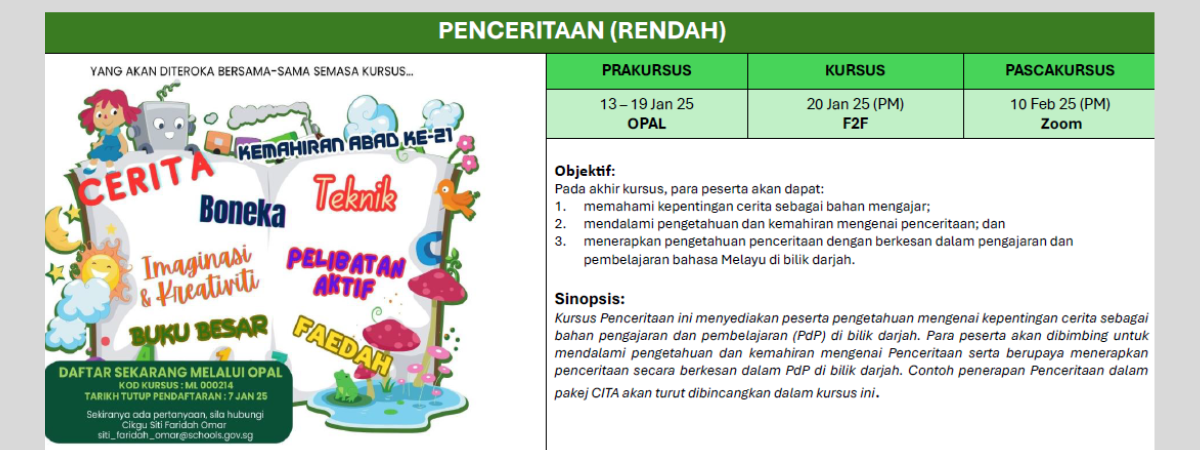 PENCERITAAN (RENDAH)
YANG AKAN DITEROKA BERSAMA-SAMA SEMASA KURSUS...
KEMAHIRAN ABAD KE-21
CERITA
Boneka
Teknik
Imaginasi
& Kreativiti
PELIBATAN
AKTIF
BUKU BESAR
FAEDAH
C
DAFTAR SEKARANG MELALUI OPAL
KOD KURSUS : ML 000214
TARIKH TUTUP PENDAFTARAN : 7 JAN 25
Sekiranya ada pertanyaan, sila hubungi
Cikgu Siti Faridah Omar
siti_faridah_omar@schools.gov.sg
PRAKURSUS
KURSUS
PASCAKURSUS
13 – 19 Jan 25
OPAL
20 Jan 25 (PM)
F2F
10 Feb 25 (PM)
Zoom
Objektif:
Pada akhir kursus, para peserta akan dapat:
1. memahami kepentingan cerita sebagai bahan mengajar;
2. mendalami pengetahuan dan kemahiran mengenai penceritaan; dan
3. menerapkan pengetahuan penceritaan dengan berkesan dalam pengajaran dan
pembelajaran bahasa Melayu di bilik darjah.
Sinopsis:
Kursus Penceritaan ini menyediakan peserta pengetahuan mengenai kepentingan cerita sebagai
bahan pengajaran dan pembelajaran (PdP) di bilik darjah. Para peserta akan dibimbing untuk
mendalami pengetahuan dan kemahiran mengenai Penceritaan serta berupaya menerapkan
penceritaan secara berkesan dalam PdP di bilik darjah. Contoh penerapan Penceritaan dalam
pakej CITA akan turut dibincangkan dalam kursus ini.